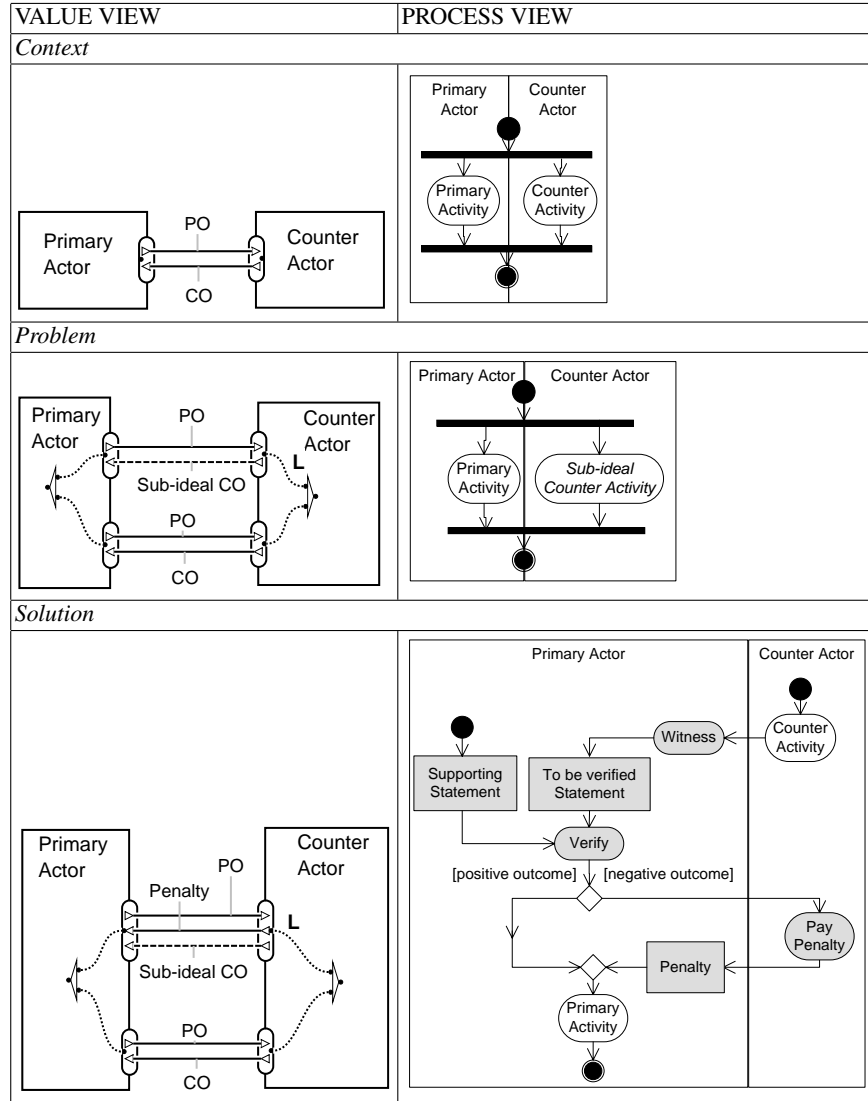 VALUE VIEW
PROCESS VIEW
Context
Primary
Actor
PO
CO
Counter
Actor
Primary
Actor
Counter
Actor
Primary
Activity
Counter
Activity
Problem
Primary
Actor
PO
Sub-ideal CO
PO
CO
Counter
Actor
L
Primary Actor
Counter Actor
Primary
Activity
Sub-ideal
Counter Activity
Solution
Primary
Actor
PO
Penalty
Sub-ideal CO
PO
CO
Counter
Actor
L
Primary Actor
Counter Actor
Witness
Counter
Activity
Supporting
Statement
To be verified
Statement
Verify
[positive outcome]
[negative outcome]
Pay
Penalty
Penalty
Primary
Activity